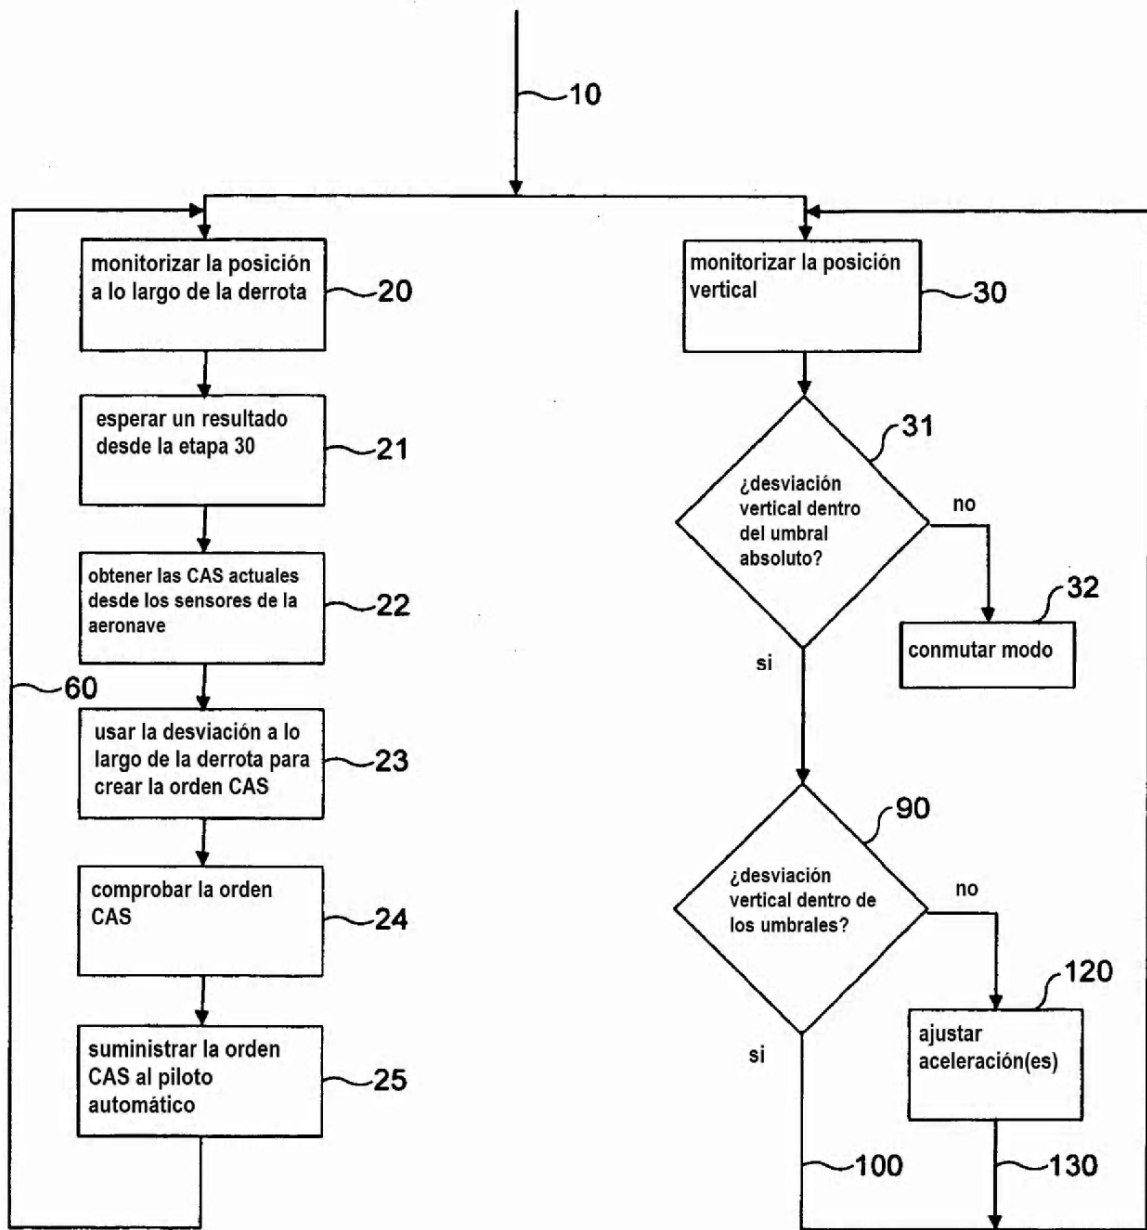 10
monitorizar la posición
a lo largo de la derrota
20
esperar un resultado
desde la etapa 30
21
obtener las CAS actuales
desde los sensores de la
aeronave
22
60
usar la desviación a lo
largo de la derrota para
crear la orden CAS
23
comprobar la orden
CAS
24
suministrar la orden
CAS al piloto
automático
25
monitorizar la posición
vertical
30
31
¿desviación
vertical dentro
del umbral
absoluto?
no
32
conmutar modo
si
90
¿desviación
vertical dentro de
los umbrales?
no
120
ajustar
aceleración(es)
si
100
130